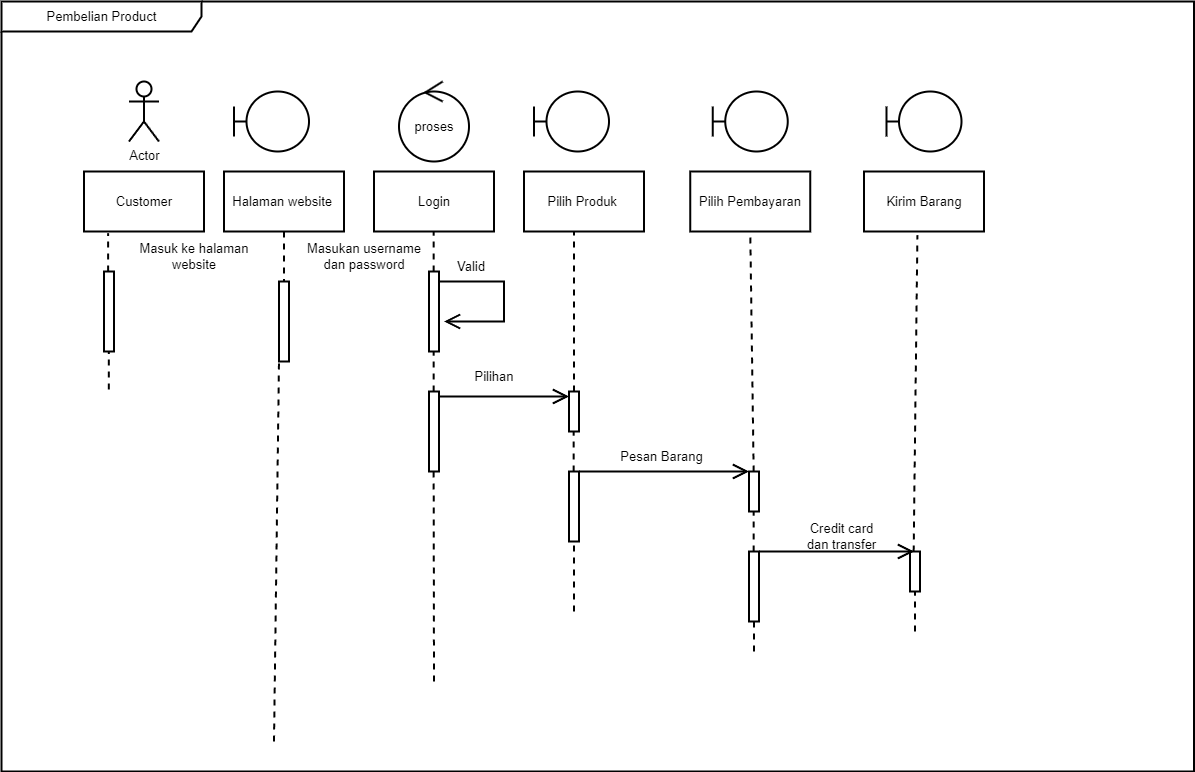 Pembelian Product
proses
Actor
Customer
Halaman website
Login
Pilih Produk
Pilih Pembayaran
Kirim Barang
Masuk ke halaman
website
Masukan username
dan password
Valid
Pilihan
Pesan Barang
Credit card
dan transfer